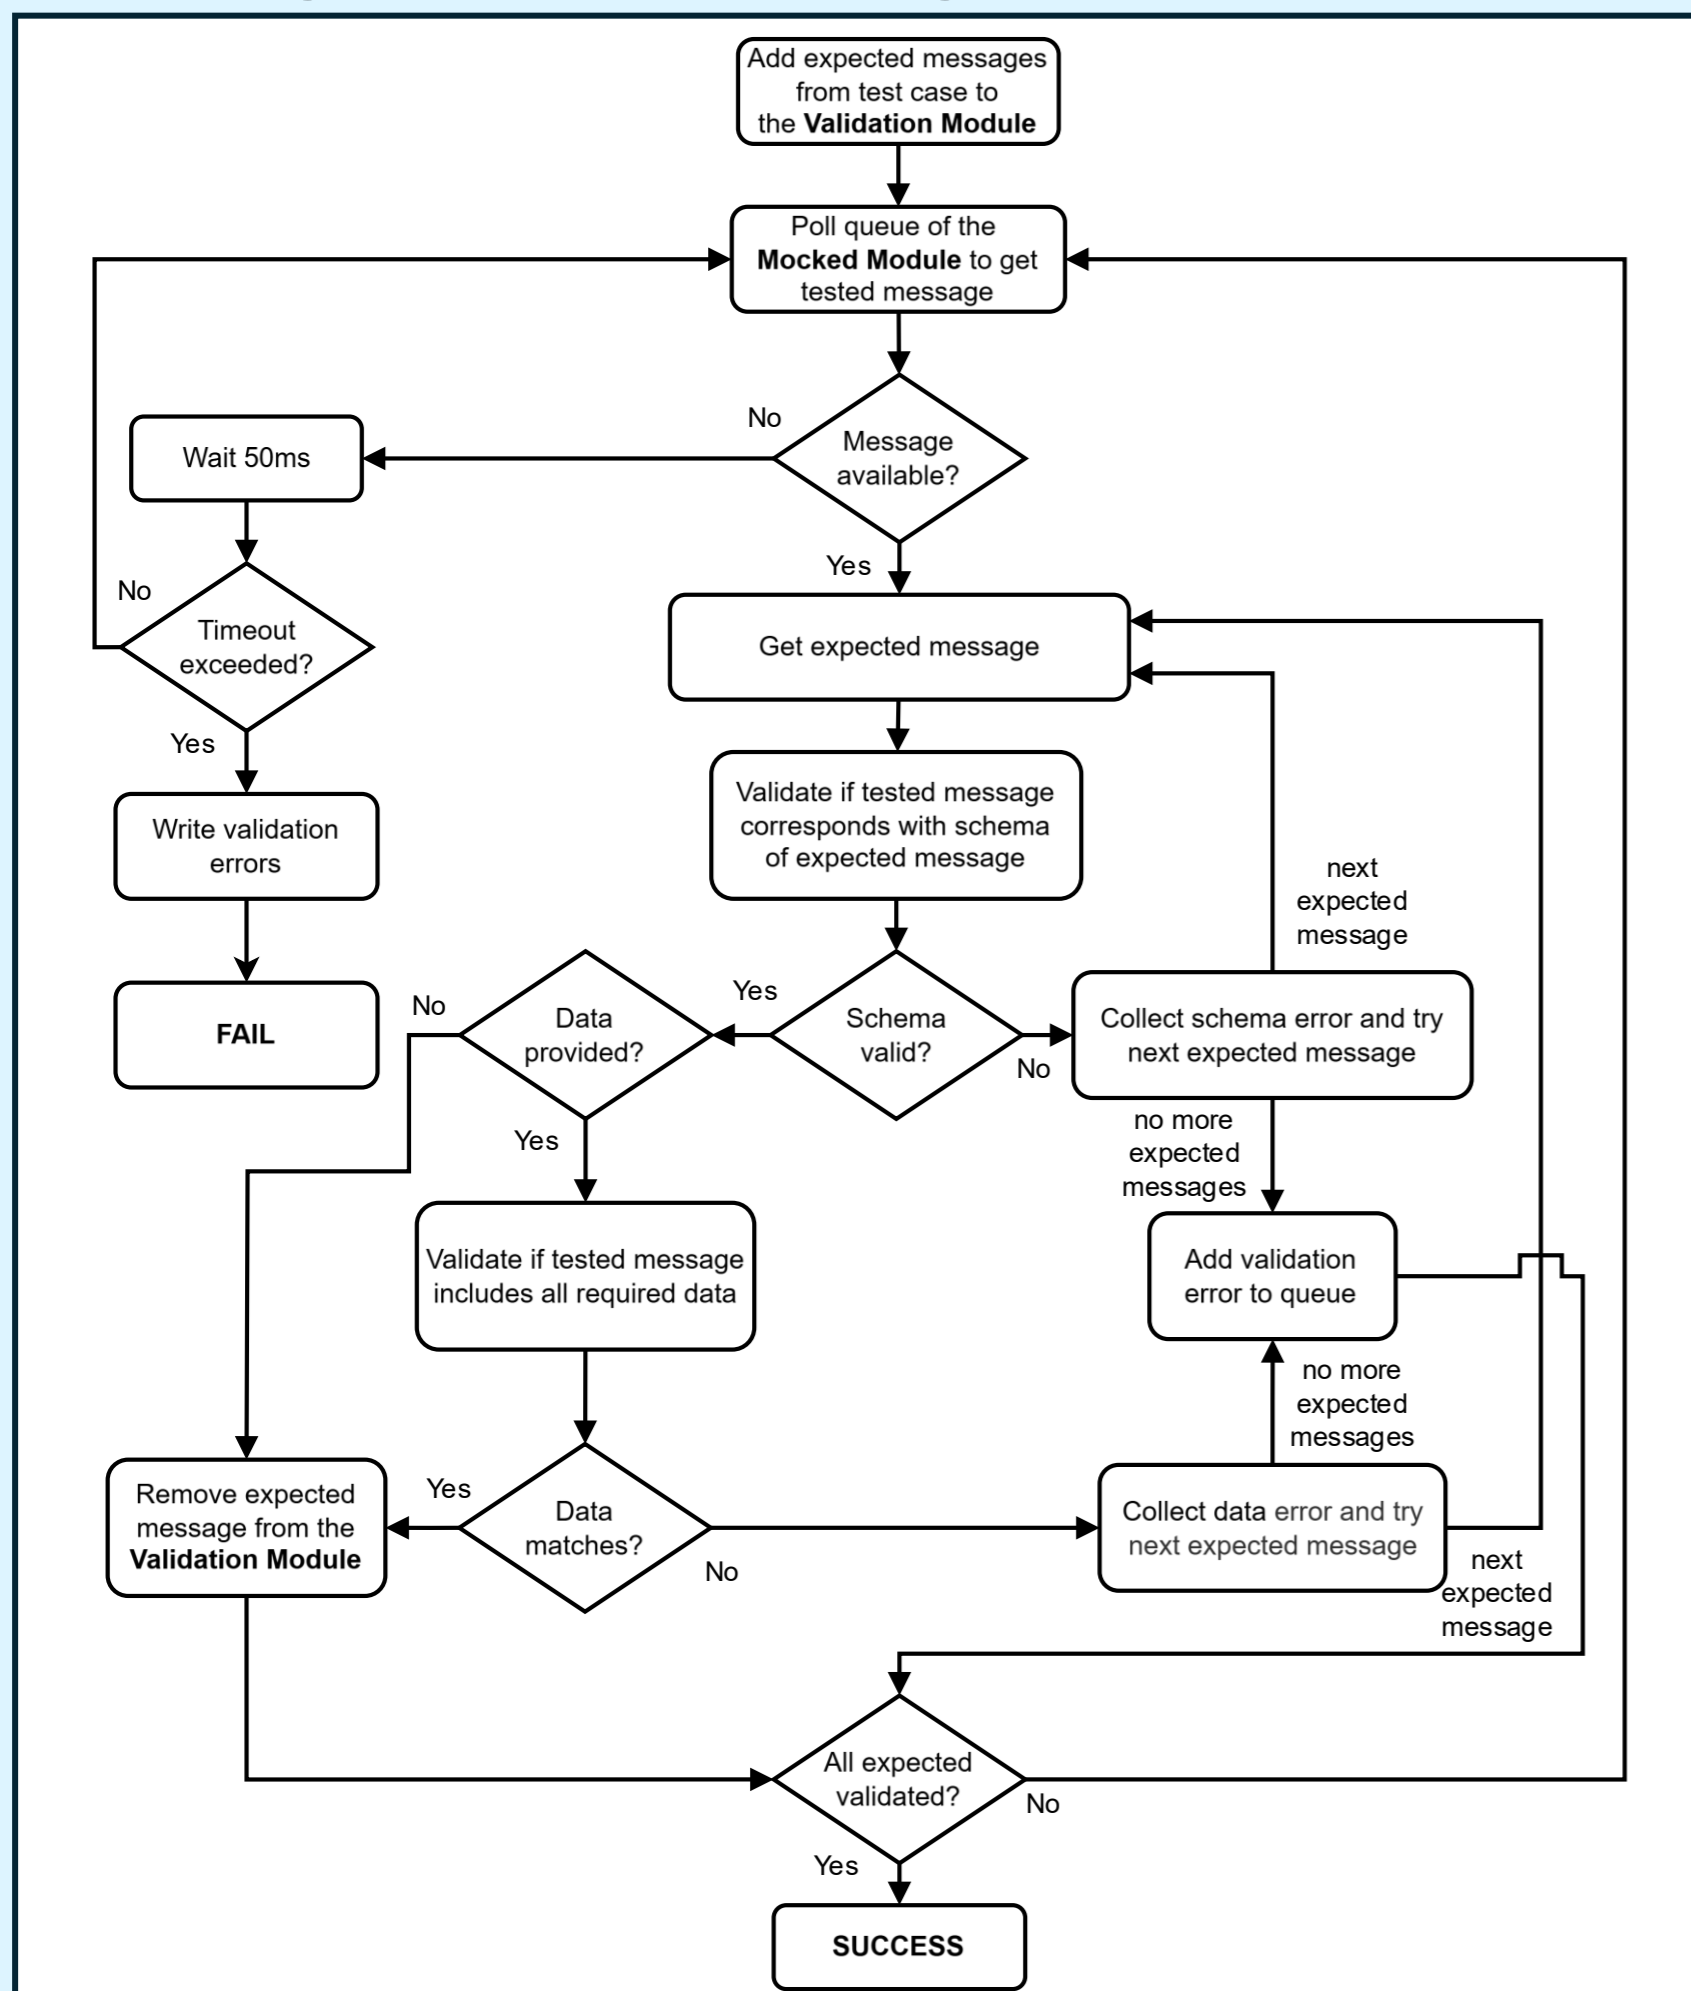 Add expected messages
from test case to
the Validation Module
Poll queue of the
Mocked Module to get
tested message
No
Message
available?
Wait 50ms
Yes
No
Timeout
exceeded?
Get expected message
Yes
Validate if tested message
corresponds with schema
of expected message
Write validation
errors
next
expected
message
FAIL
No
Data
provided?
Yes
Schema
valid?
No
Collect schema error and try
next expected message
Yes
no more
expected
messages
Validate if tested message
includes all required data
Add validation
error to queue
no more
expected
messages
Remove expected
message from the
Validation Module
Yes
Data
matches?
No
Collect data error and try
next expected message
next
expected
message
All expected
validated?
No
Yes
SUCCESS